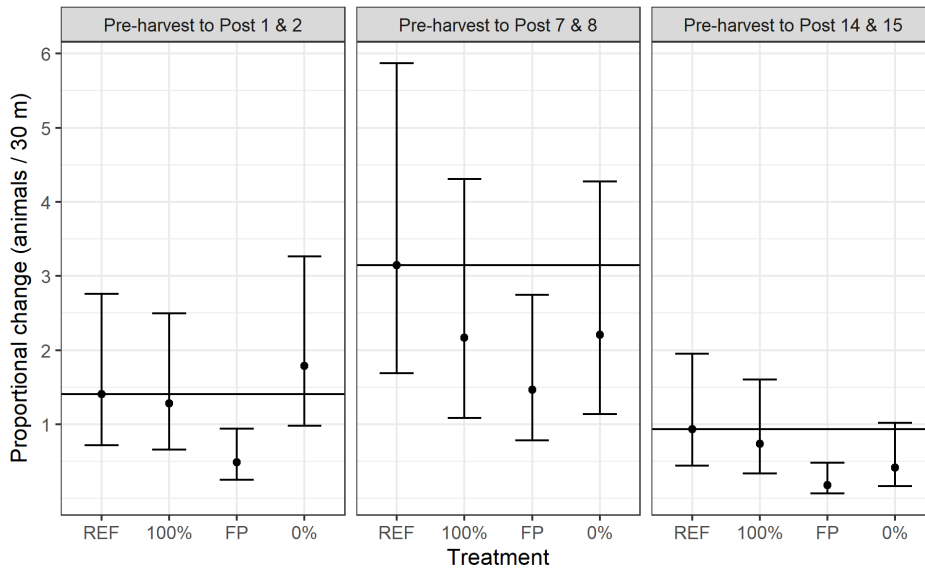 Pre-harvest to Post 1 & 2
Pre-harvest to Post 7 & 8
Pre-harvest to Post 14 & 15
Proportional change (animals / 30 m)
6
5
4
3
2
1
REF 100% FP 0%
REF 100% FP 0%
REF 100% FP 0%
Treatment